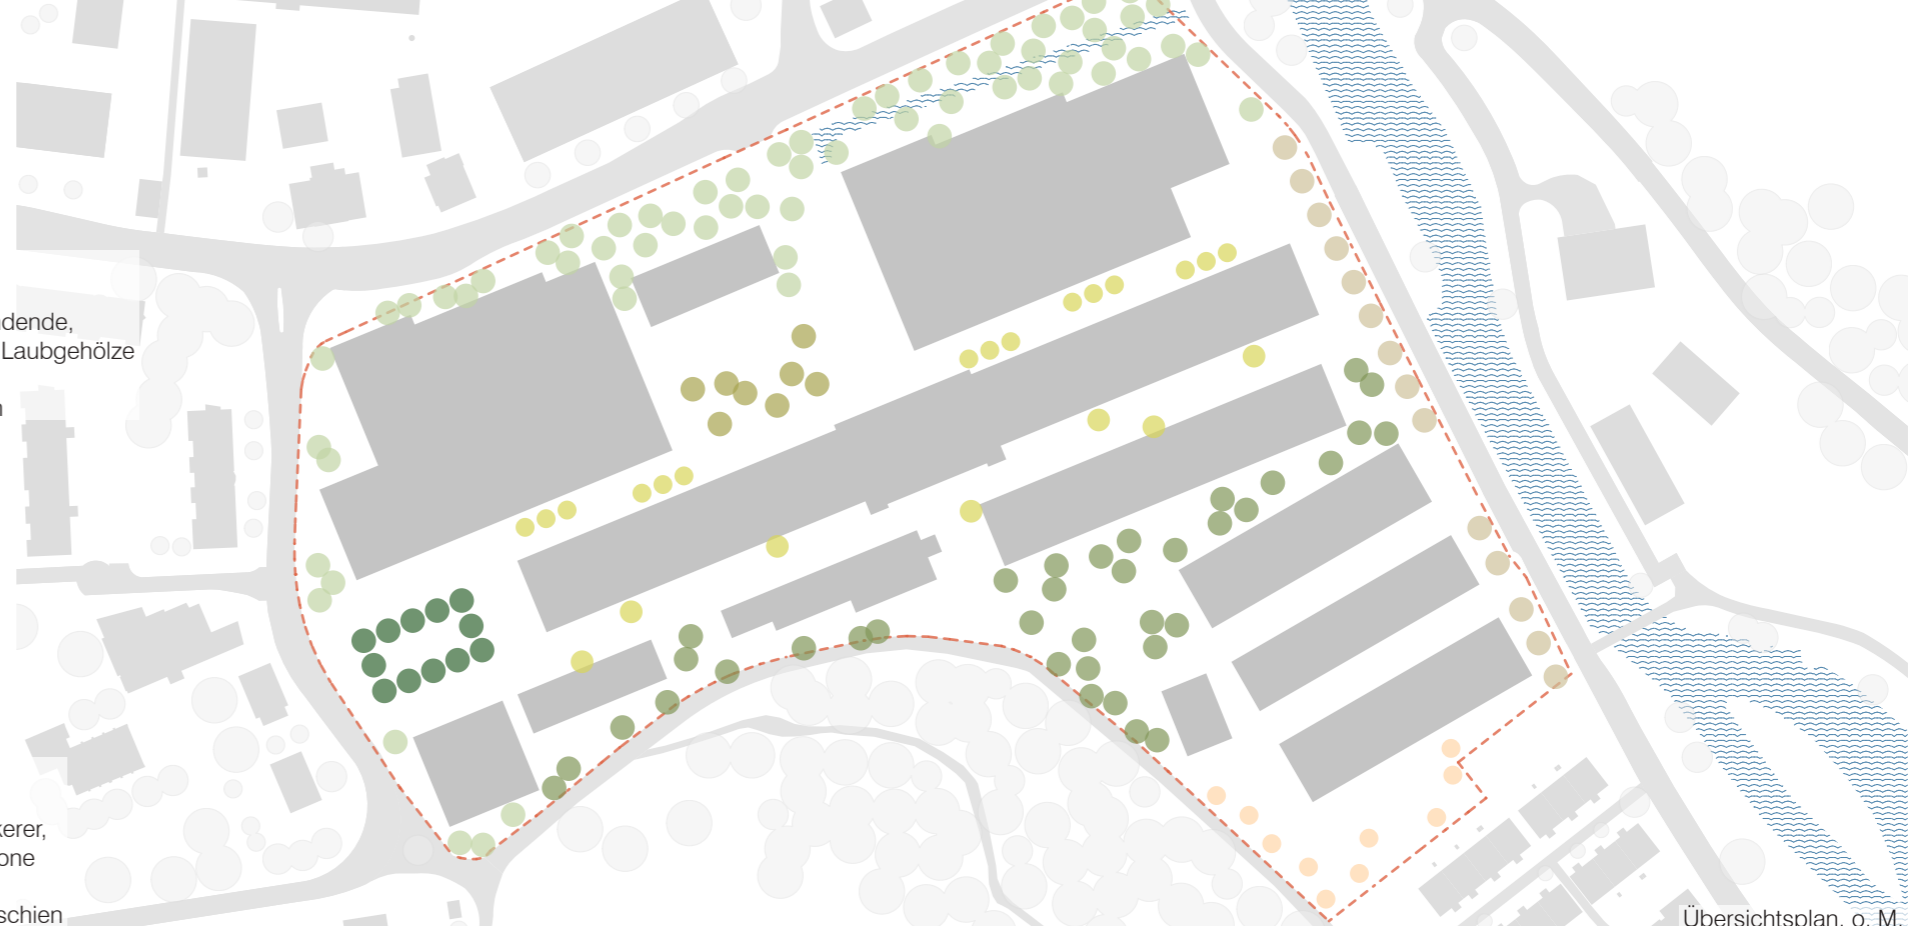 dende,
Laubgehölze
n
kerer,
one
schien
Übersichtsplan, o. M.